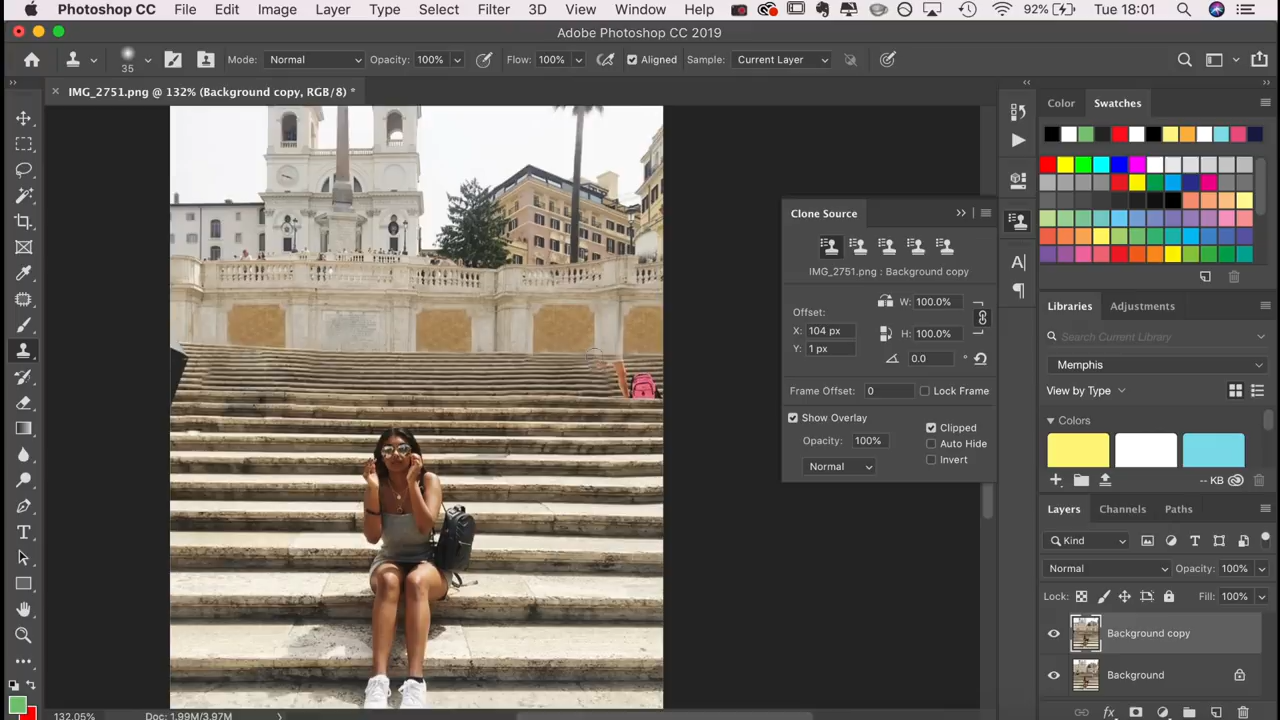 Photoshop CC File Edit Image Layer Type Select Filter 3D View Window Help 92% Tue 18:01
Adobe Photoshop CC 2019
35 Mode: Normal Opacity: 100% Flow: 100% Aligned Sample: Current Layer
IMG_2751.png @ 132% (Background copy, RGB/8) *
Color Swatches
Clone Source
IMG_2751.png : Background copy
Offset:
W: 100.0%
X: 104 px
H: 100.0%
Y: 1 px
0.0 °
Frame Offset: 0 Lock Frame
Show Overlay
Clipped
Opacity: 100%
Auto Hide
Normal
Invert
Libraries Adjustments
Search Current Library
Memphis
View by Type
Colors
-- KB
Layers Channels Paths
Kind
Normal Opacity: 100%
Lock: Fill: 100%
Background copy
Background
132.05% Doc: 1.99M/3.97M